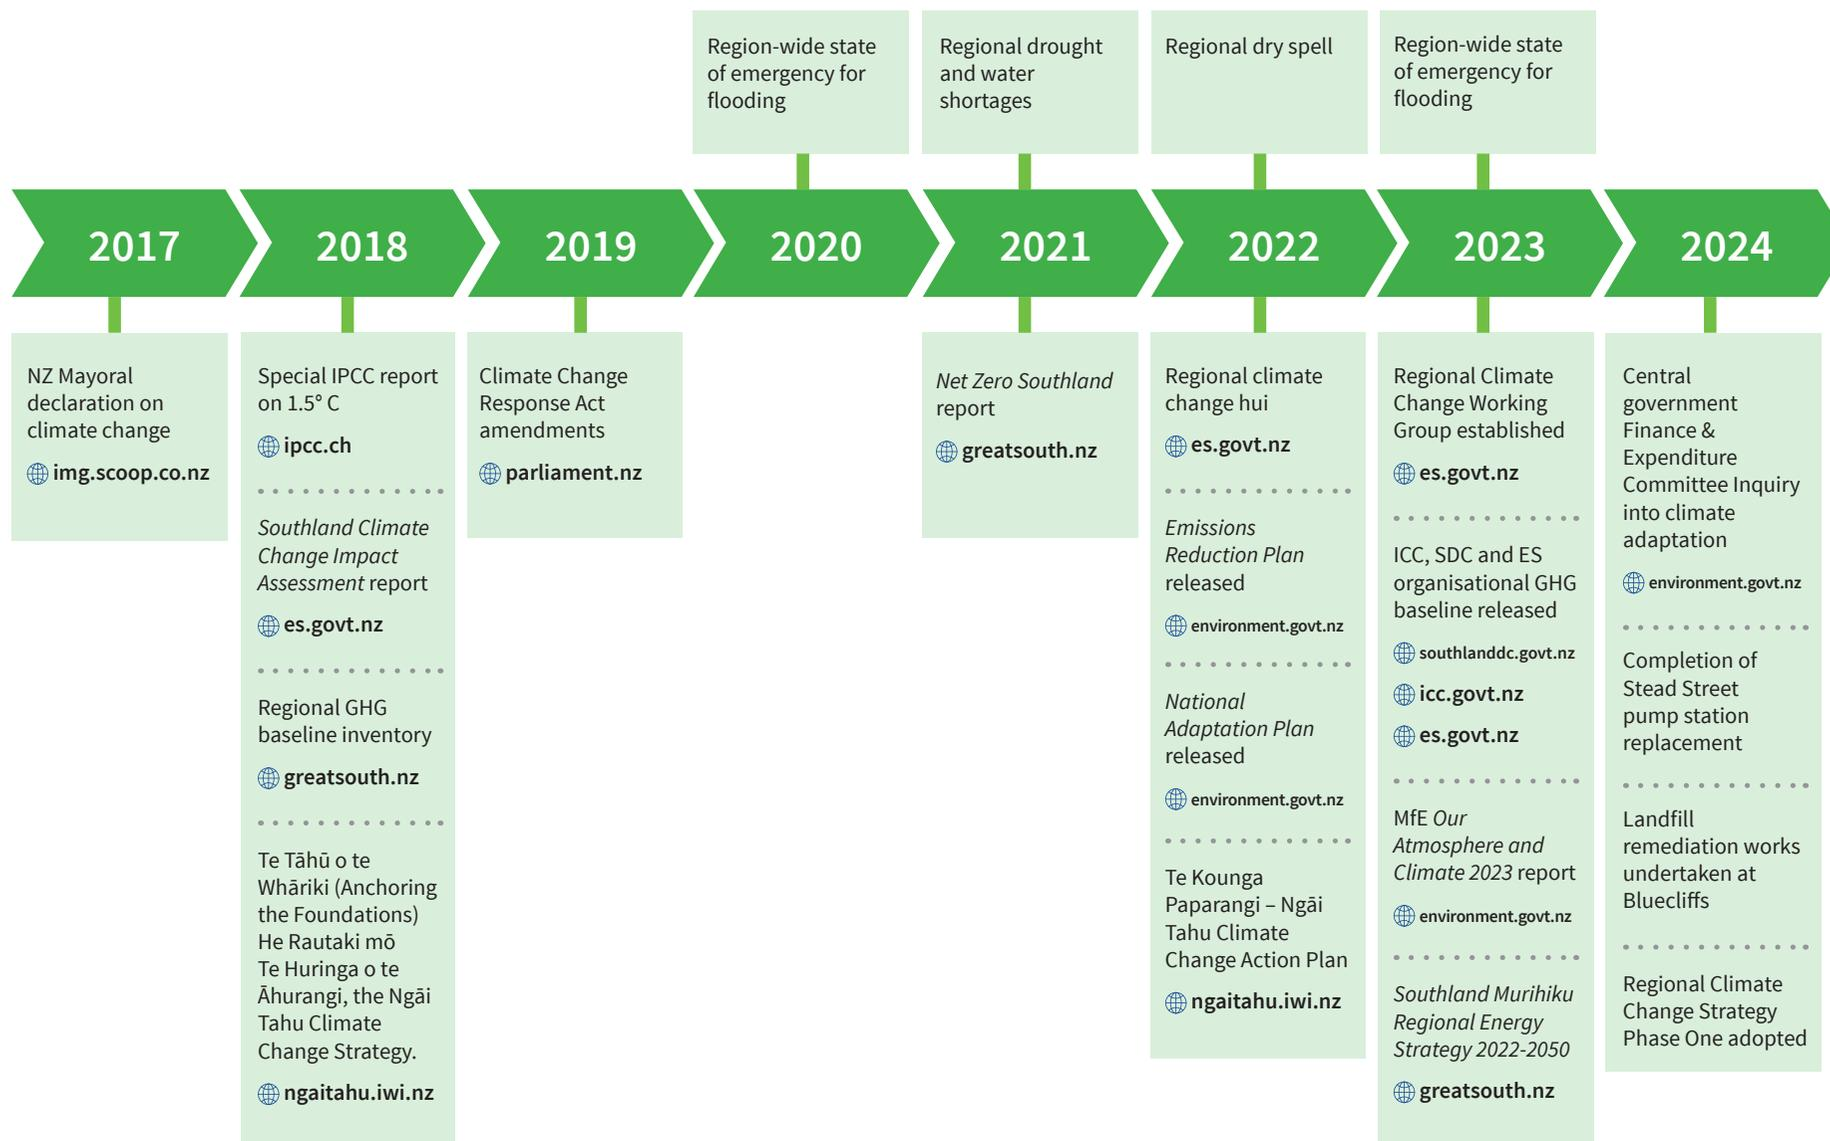 Region-wide state
of emergency for
flooding
Regional drought
and water
shortages
Regional dry spell
Region-wide state
of emergency for
flooding
2017
2018
2019
2020
2021
2022
2023
2024
NZ Mayoral
declaration on
climate change
img.scoop.co.nz
Special IPCC report
on 1.5° C
ipcc.ch
Southland Climate
Change Impact
Assessment report
es.govt.nz
Regional GHG
baseline inventory
greatsouth.nz
Te Tāhū o te
Whāriki (Anchoring
the Foundations)
He Rautaki mō
Te Huringa o te
Āhurangi, the Ngāi
Tahu Climate
Change Strategy.
ngaitahu.iwi.nz
Climate Change
Response Act
amendments
parliament.nz
Net Zero Southland
report
greatsouth.nz
Regional climate
change hui
es.govt.nz
Emissions
Reduction Plan
released
environment.govt.nz
National
Adaptation Plan
released
environment.govt.nz
Te Kounga
Paparangi – Ngāi
Tahu Climate
Change Action Plan
ngaitahu.iwi.nz
Regional Climate
Change Working
Group established
es.govt.nz
ICC, SDC and ES
organisational GHG
baseline released
southlanddc.govt.nz
icc.govt.nz
es.govt.nz
MfE Our
Atmosphere and
Climate 2023 report
environment.govt.nz
Southland Murihiku
Regional Energy
Strategy 2022-2050
greatsouth.nz
Central
government
Finance &
Expenditure
Committee Inquiry
into climate
adaptation
environment.govt.nz
Completion of
Stead Street
pump station
replacement
Landfill
remediation works
undertaken at
Bluecliffs
Regional Climate
Change Strategy
Phase One adopted